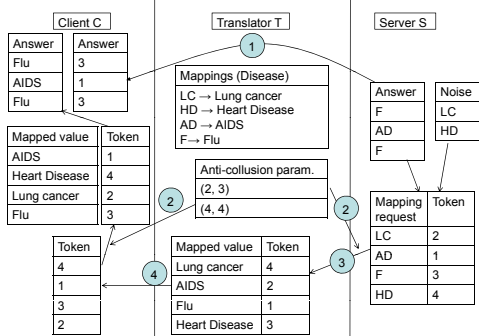 Client C
Translator T
Server S
Answer
Flu
AIDS
Flu
Answer
3
1
3
1
Mappings (Disease)
LC → Lung cancer
HD → Heart Disease
AD → AIDS
F → Flu
Answer
F
AD
F
Noise
LC
HD
Mapped value Token
AIDS 1
Heart Disease 4
Lung cancer 2
Flu 3
Anti-collusion param.
(2, 3)
(4, 4)
2
2
Mapping request Token
LC 2
AD 1
F 3
HD 4
Token
4
1
3
2
4
Mapped value Token
Lung cancer 4
AIDS 2
Flu 1
Heart Disease 3
3